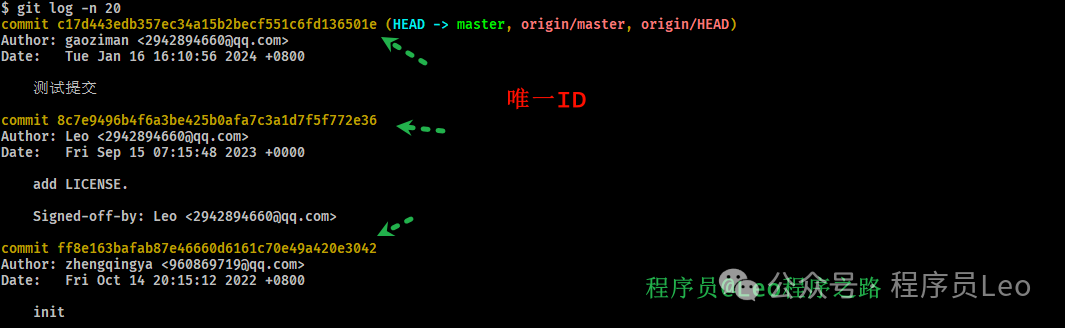 $ git log -n 20
commit c17d443edb357ec34a15b2becf551c6fd136501e (HEAD -> master, origin/master, origin/HEAD)
Author: gaoziman <2942894660@qq.com>
Date:   Tue Jan 16 16:10:56 2024 +0800
测试提交
唯一ID
commit 8c7e9496b4f6a3be425b0afa7c3a1d7f5f772e36
Author: Leo <2942894660@qq.com>
Date:   Fri Sep 15 07:15:48 2023 +0000
add LICENSE.
Signed-off-by: Leo <2942894660@qq.com>
commit ff8e163bafab87e46660d6161c70e49a420e3042
Author: zhengqingya <960869719@qq.com>
Date:   Fri Oct 14 20:15:12 2022 +0800
init
程序员Leo程序之路
公众号 · 程序员Leo